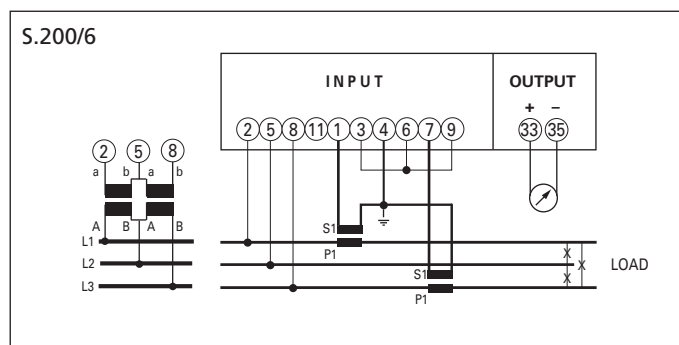 S.200/6
INPUT
OUTPUT
+ −
2 5 8 11 1 3 4 6 7 9
33 35
2 5 8
a b a b
A B A B
S1
P1
S1
P1
L1
L2
L3
X
X
X
LOAD